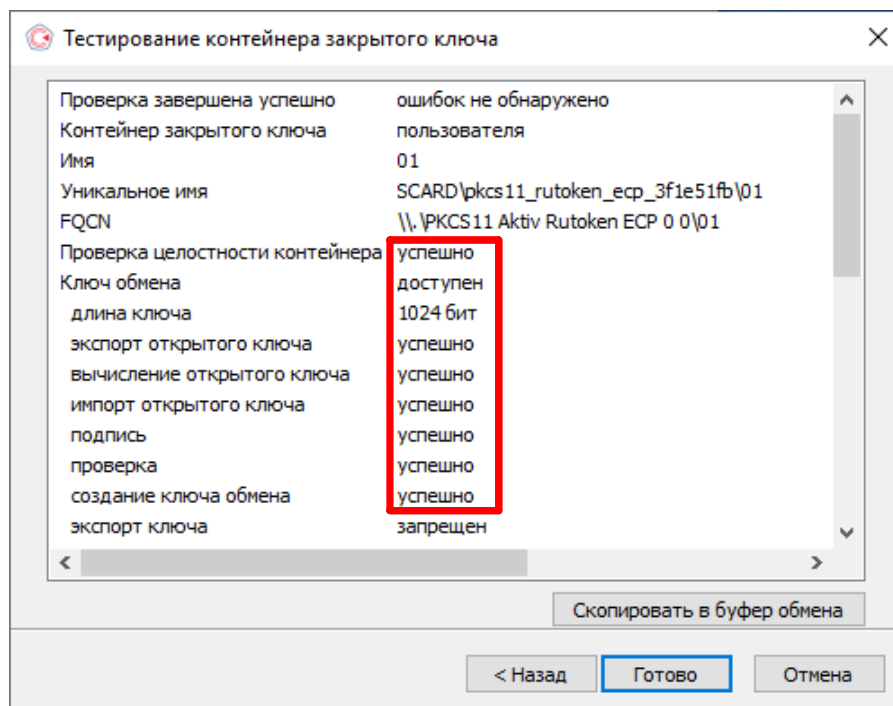 Тестирование контейнера закрытого ключа
Проверка завершена успешно ошибок не обнаружено
Контейнер закрытого ключа пользователя
Имя 01
Уникальное имя SCARD\pkcs11_rutoken_ecp_3f1e51fb\01
FQCN \\.\PKCS11 Aktiv Rutoken ECP 0 0\01
Проверка целостности контейнера успешно
Ключ обмена доступен
длина ключа 1024 бит
экспорт открытого ключа успешно
вычисление открытого ключа успешно
импорт открытого ключа успешно
подпись успешно
проверка успешно
создание ключа обмена успешно
экспорт ключа запрещен
Скопировать в буфер обмена
< Назад Готово Отмена